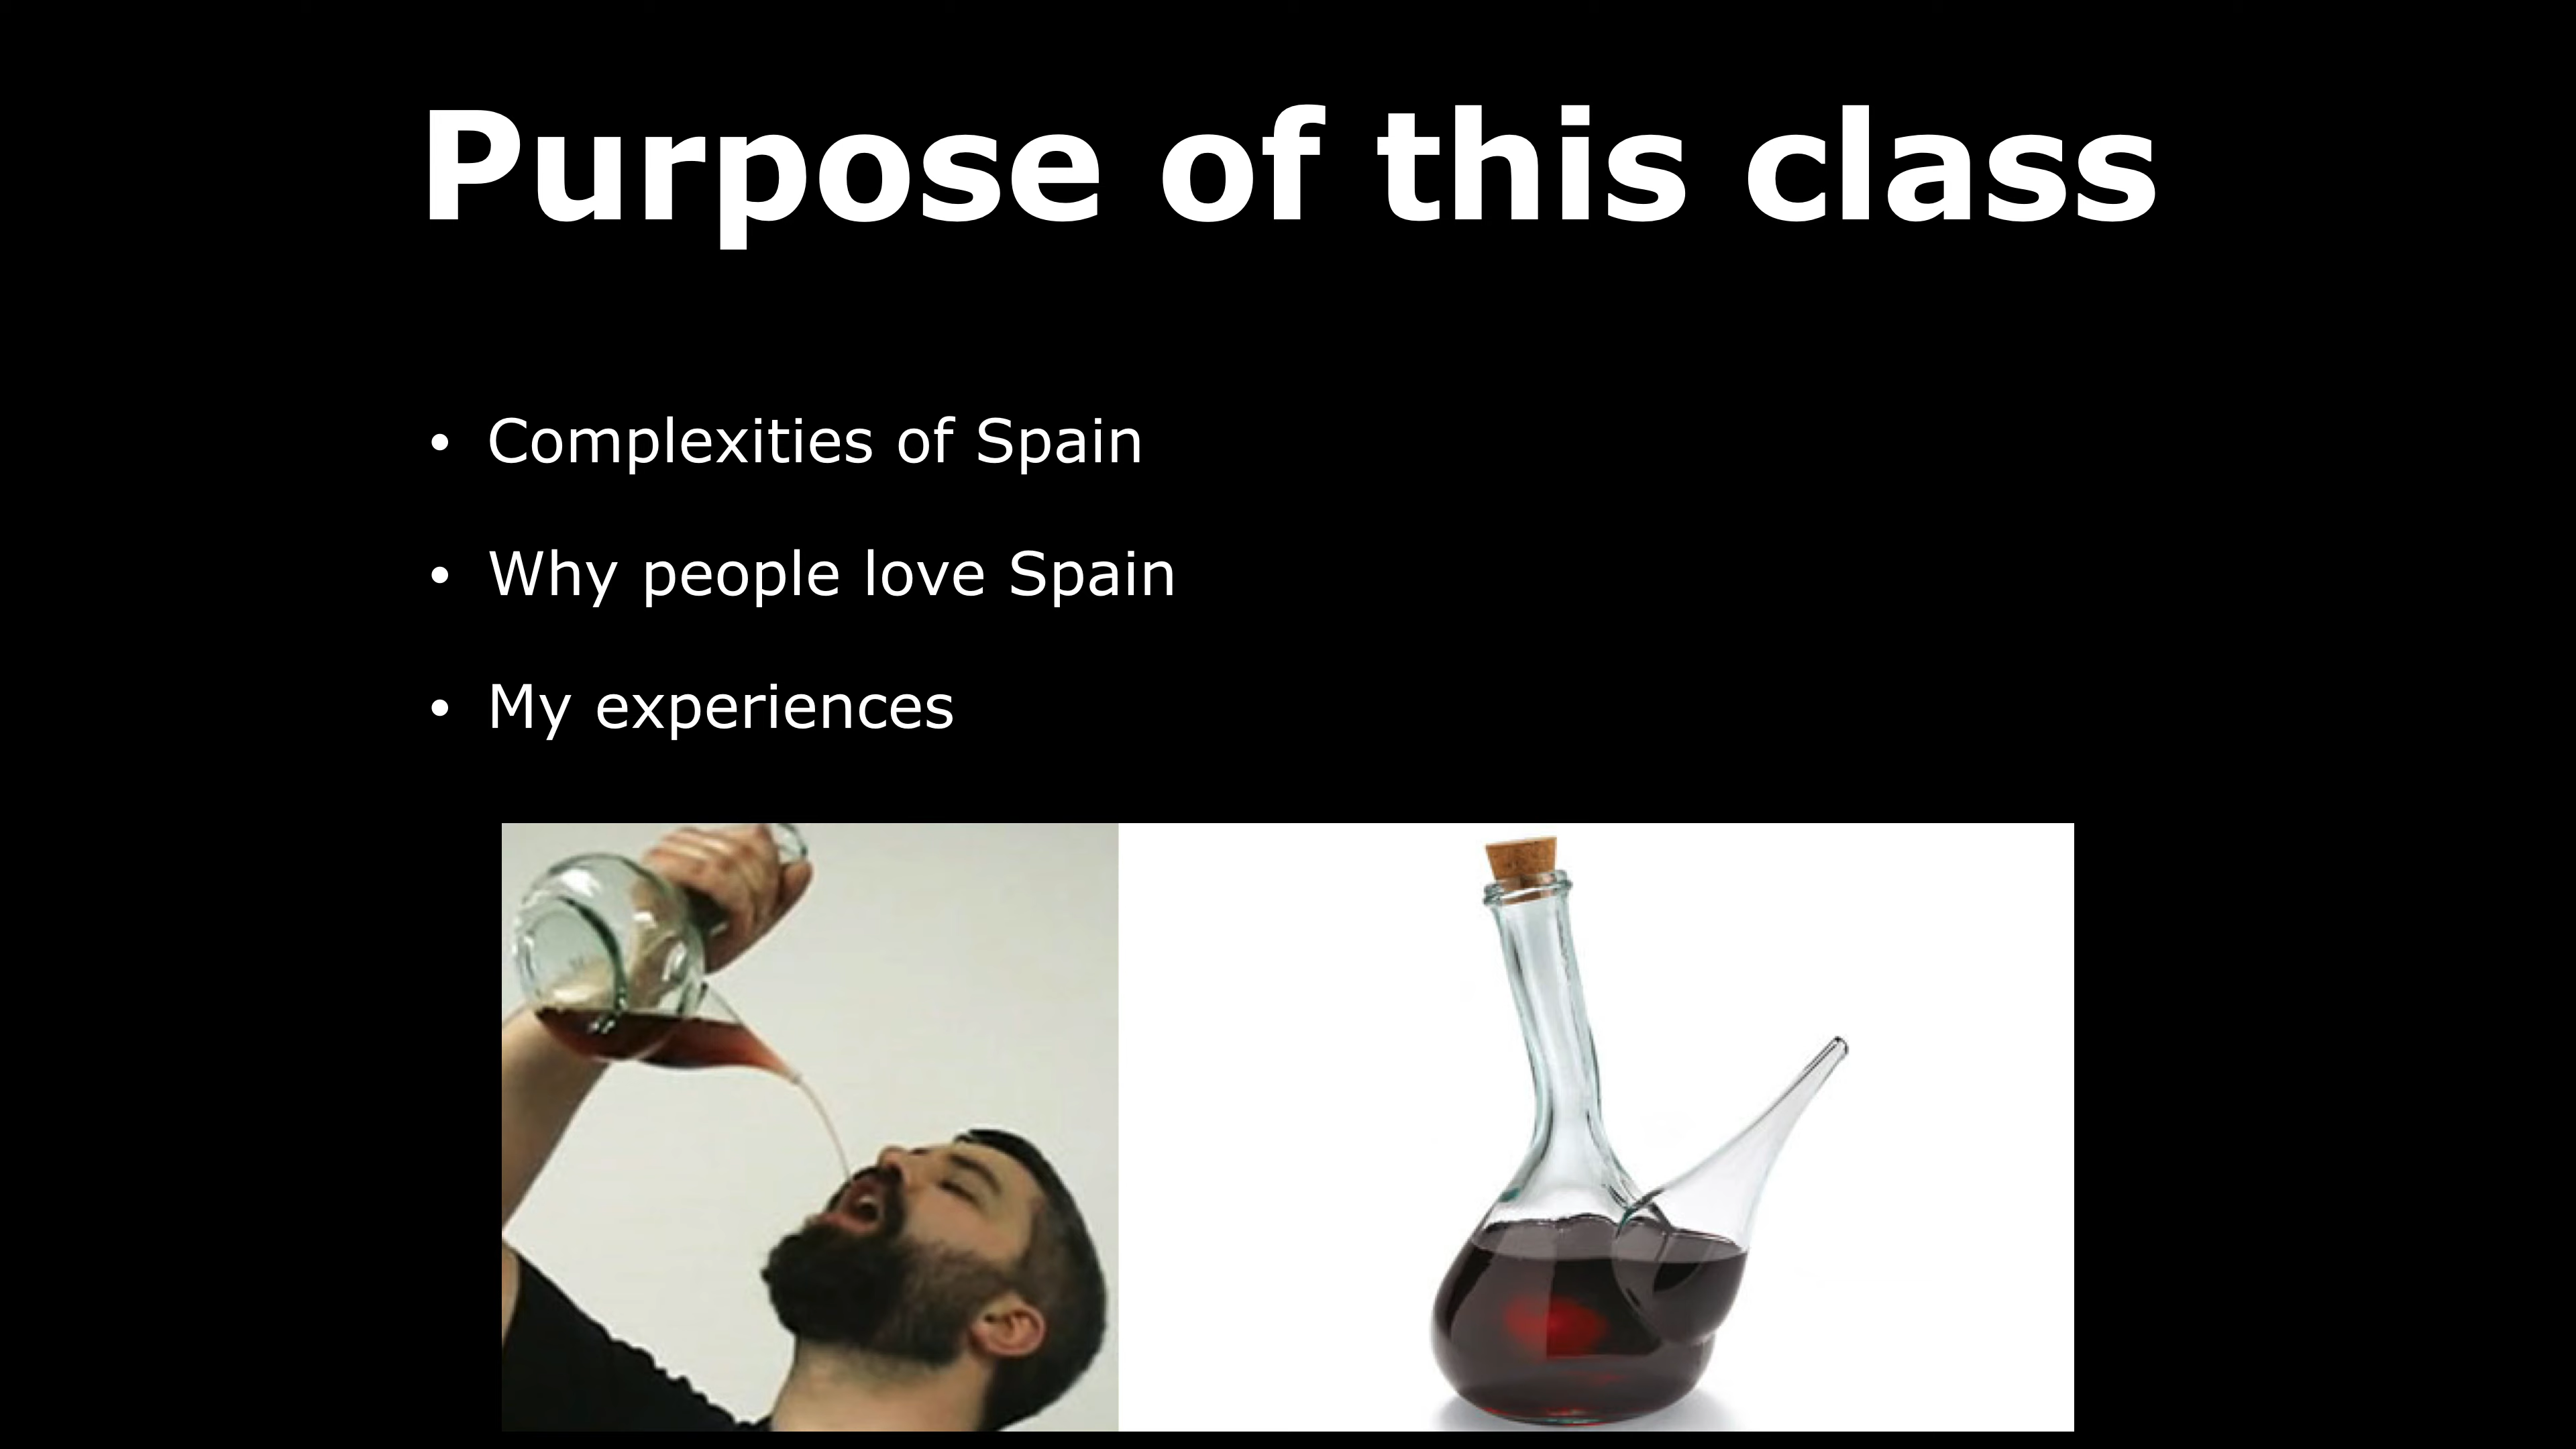 Purpose of this class
• Complexities of Spain
• Why people love Spain
• My experiences